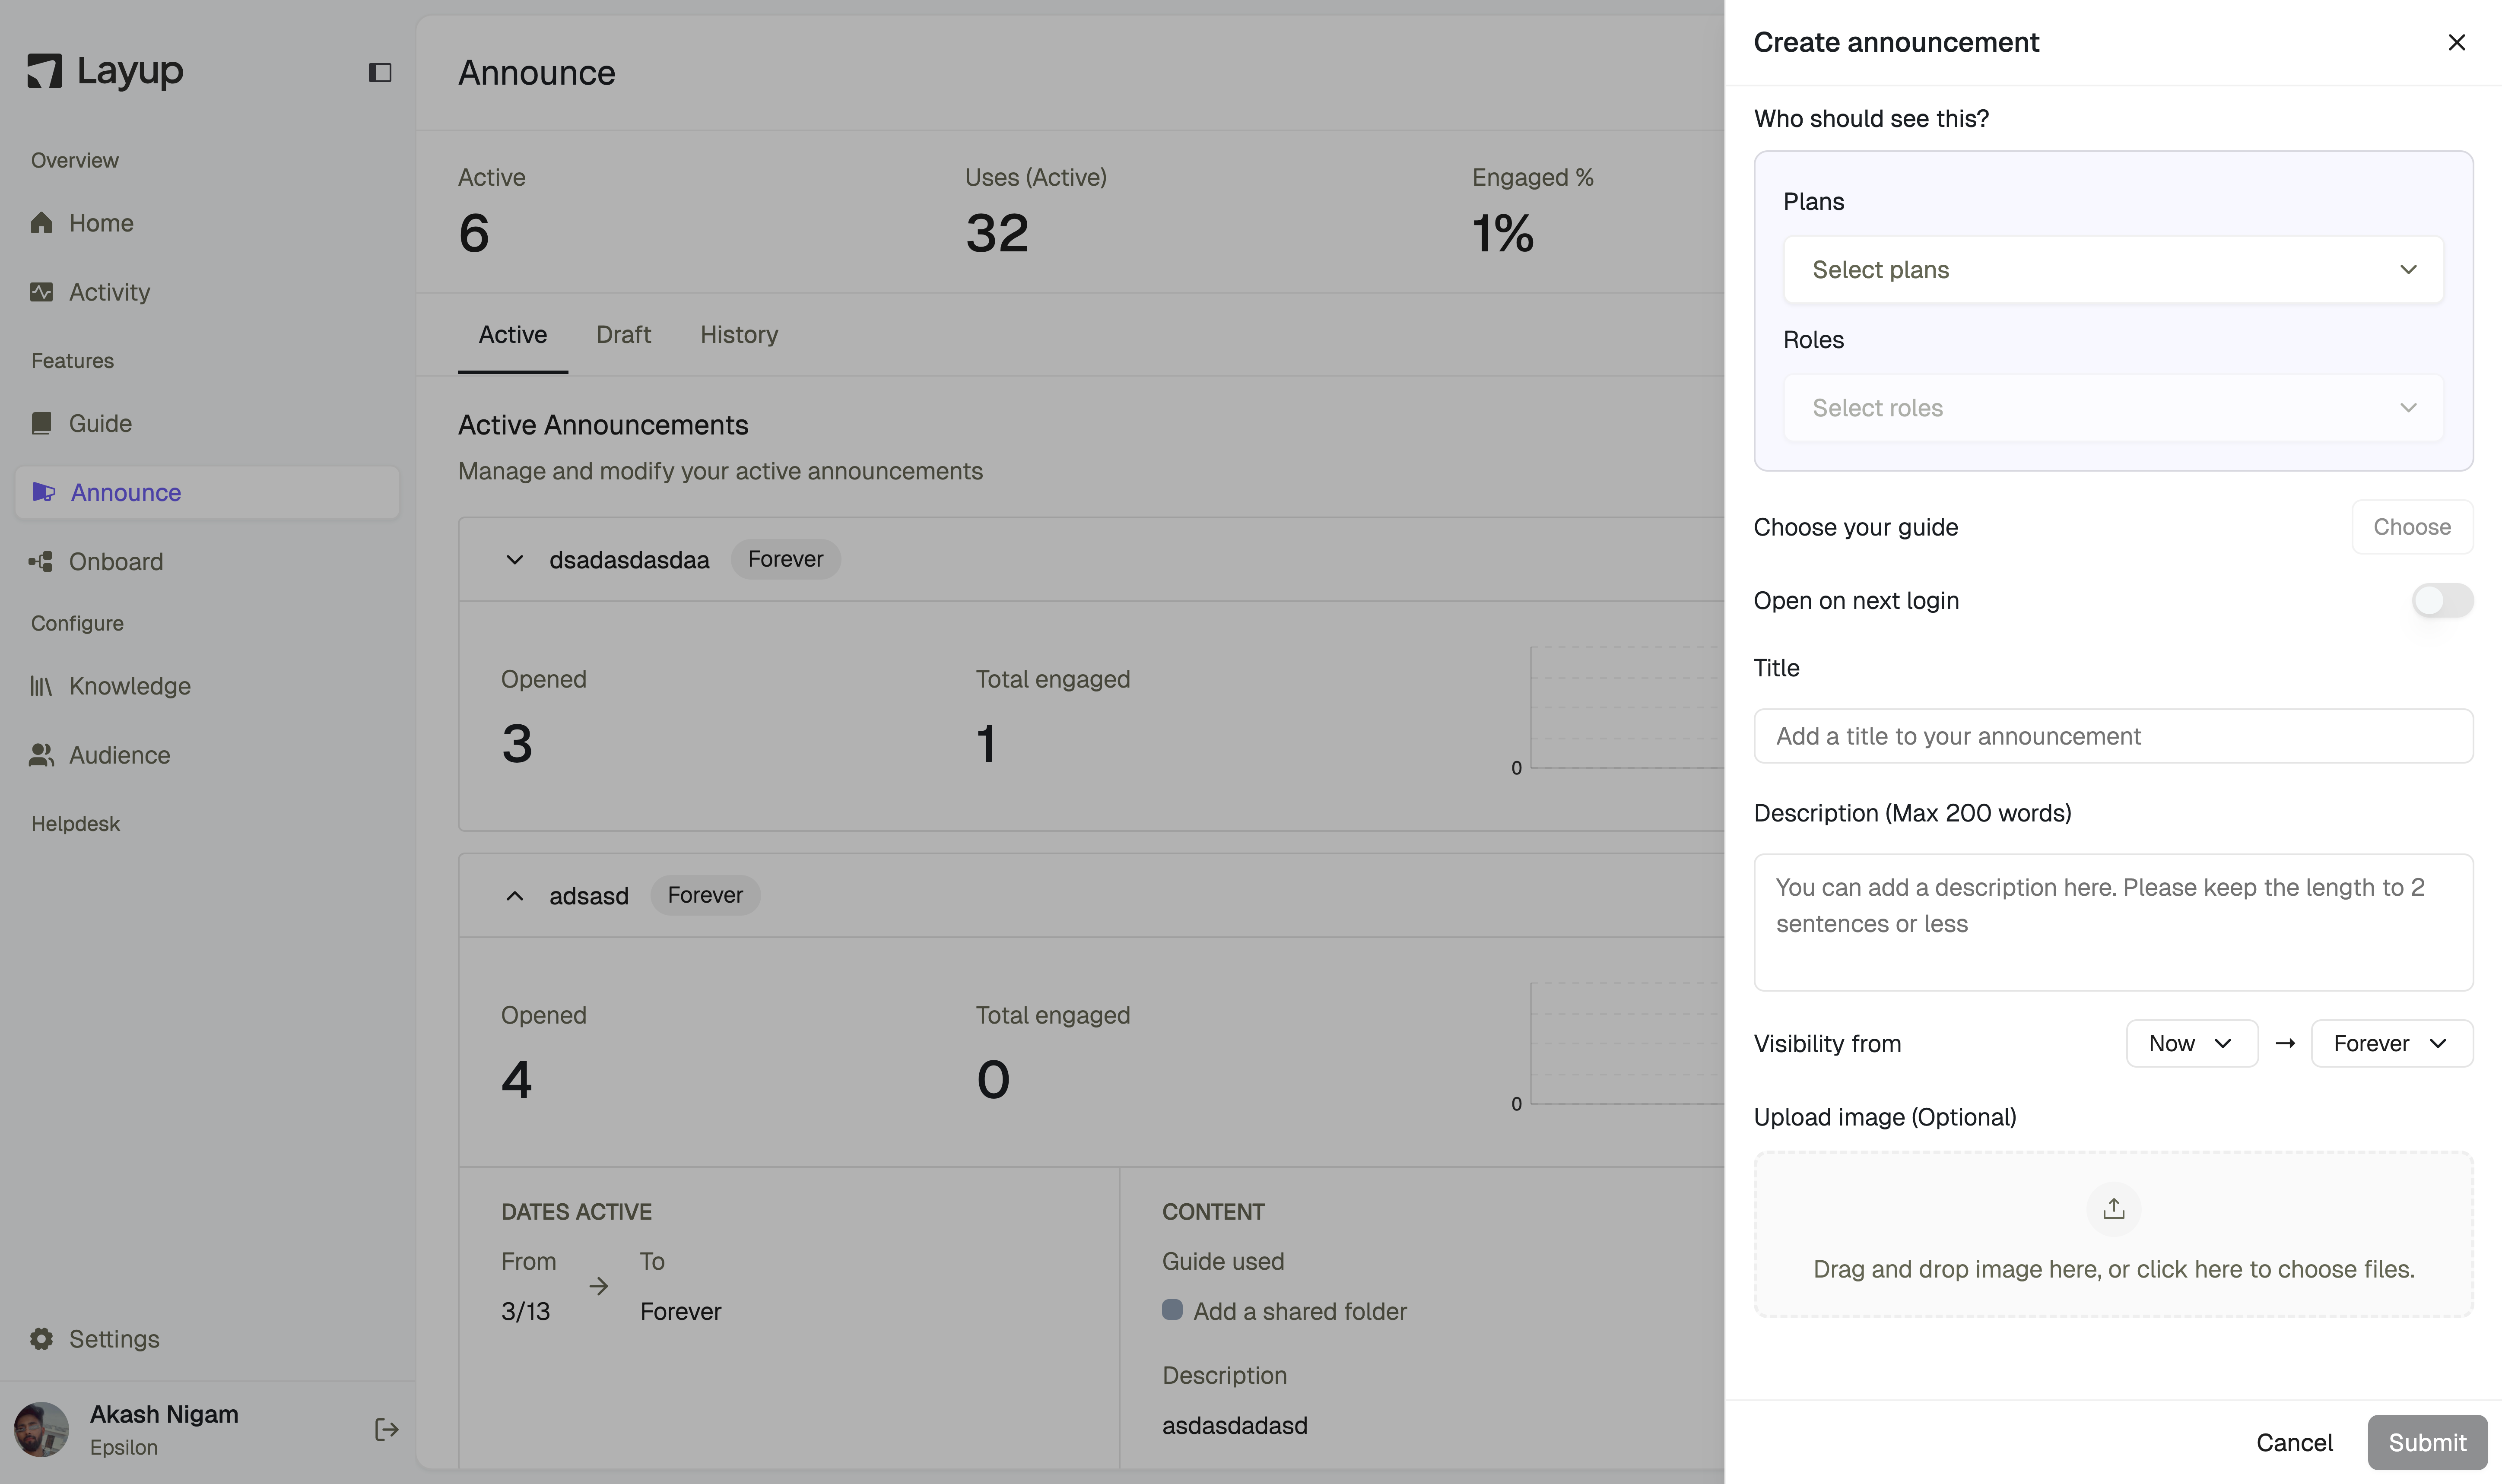 Layup
Overview
Home
Activity
Features
Guide
Announce
Onboard
Configure
Knowledge
Audience
Helpdesk
Settings
Akash Nigam
Epsilon
Announce
Active
6
Uses (Active)
32
Engaged %
1%
Active
Draft
History
Active Announcements
Manage and modify your active announcements
dsadasdasdaa
Forever
Opened
3
Total engaged
1
0
adsasd
Forever
Opened
4
Total engaged
0
0
DATES ACTIVE
From
To
3/13
Forever
CONTENT
Guide used
Add a shared folder
Description
asdasdadasd
Create announcement
Who should see this?
Plans
Select plans
Roles
Select roles
Choose your guide
Choose
Open on next login
Title
Add a title to your announcement
Description (Max 200 words)
You can add a description here. Please keep the length to 2
sentences or less
Visibility from
Now
Forever
Upload image (Optional)
Drag and drop image here, or click here to choose files.
Cancel
Submit